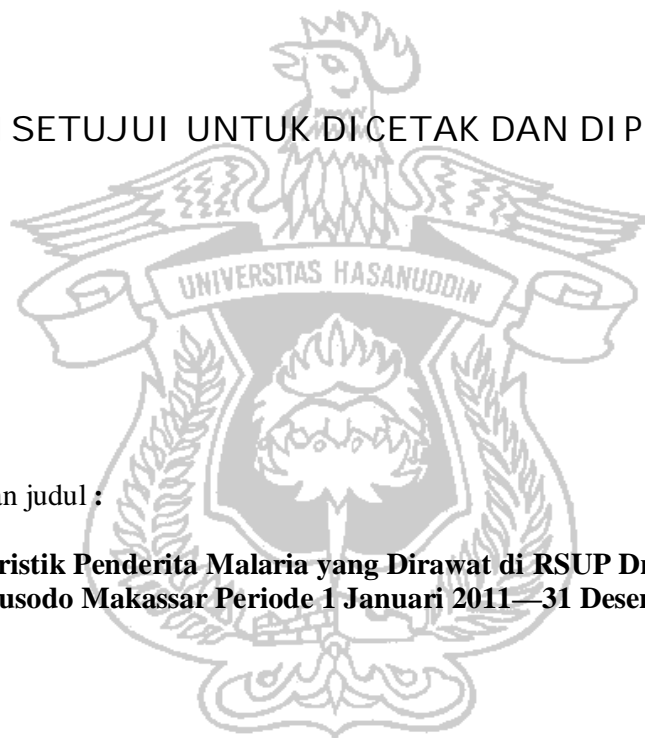 SETUJUI UNTUK DICETAK DAN DIP
UNIVERSITAS HASANUDDIN
an judul :
ristik Penderita Malaria yang Dirawat di RSUP Dr
usodo Makassar Periode 1 Januari 2011—31 Deser